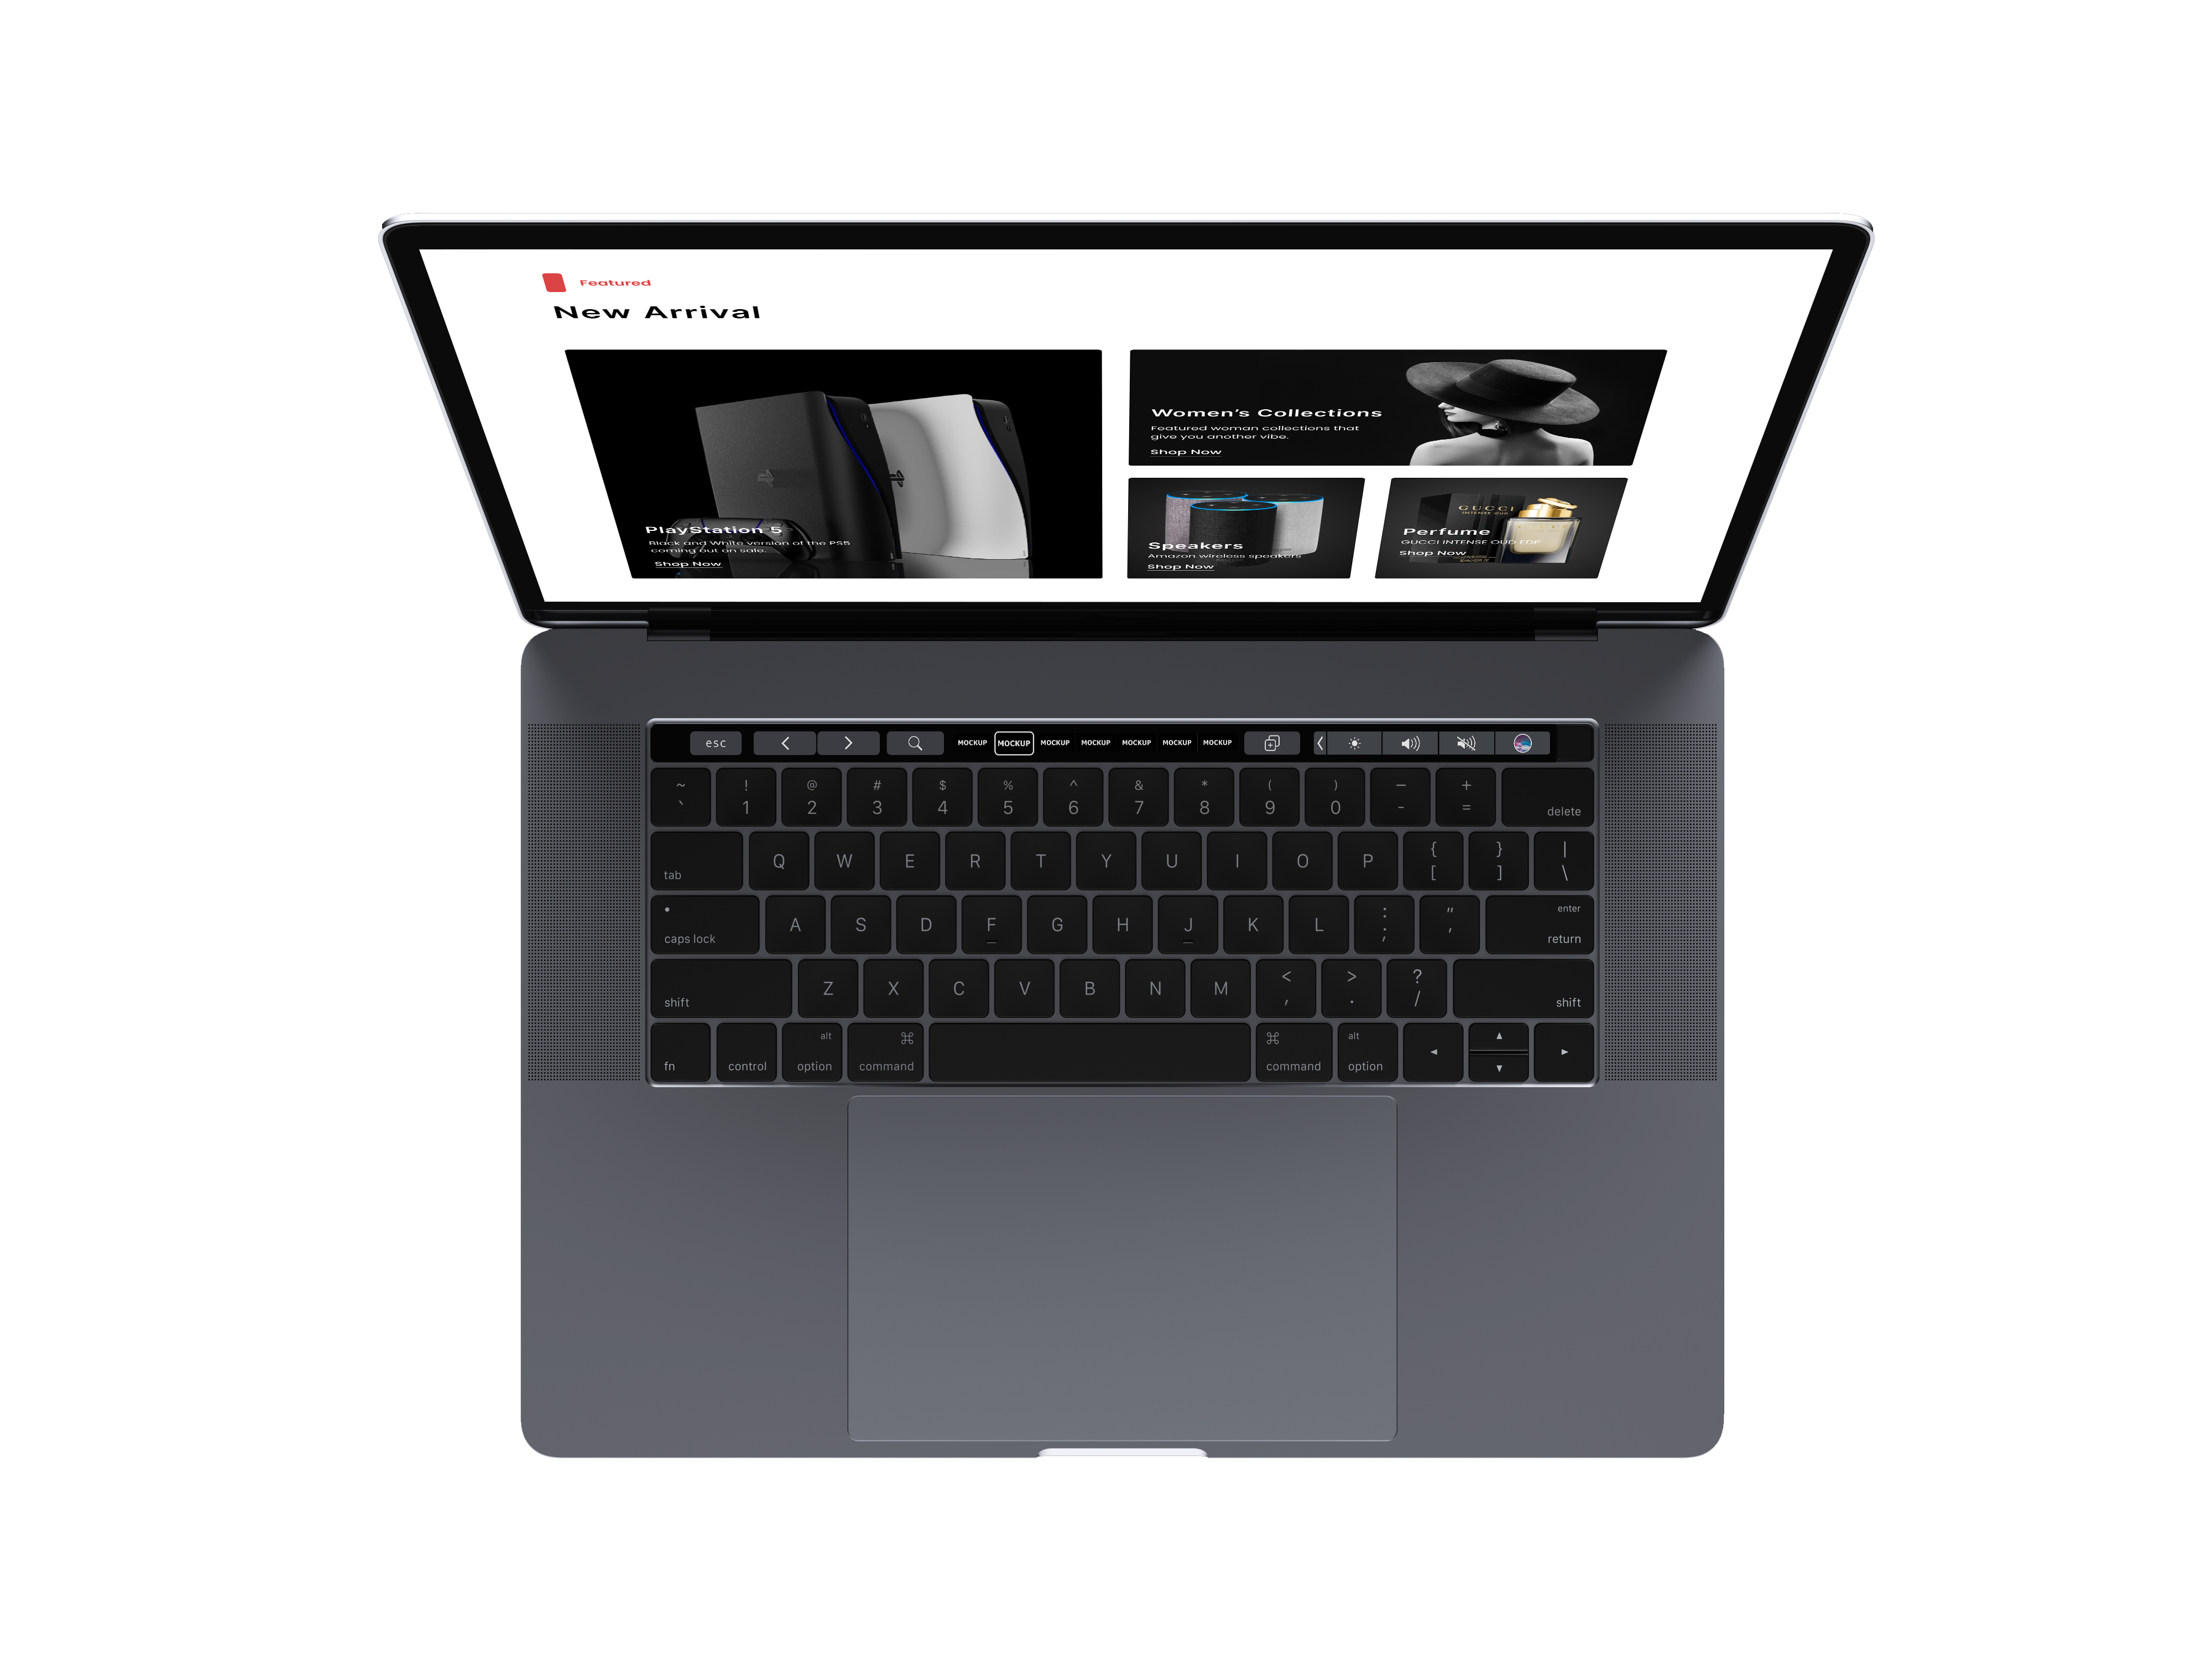 Featured
New Arrival
PlayStation 5
Black and White version of the PS5
coming out on sale.
Shop Now
Women's Collections
Featured woman collections that
give you another vibe.
Shop Now
Speakers
Amazon wireless speakers
Shop Now
GUCCI
INTENSE OUD
Perfume
GUCCI INTENSE OUD EDP
Shop Now
esc MOCKUP MOCKUP MOCKUP MOCKUP MOCKUP MOCKUP MOCKUP
~ ! @ # $ % ^ & * ( ) — +
` 1 2 3 4 5 6 7 8 9 0 - = delete
tab Q W E R T Y U I O P { [ } ] | \
caps lock A S D F G H J K L : ; " ' enter return
shift Z X C V B N M < , > . ? / shift
fn control alt option ⌘ command ⌘ command alt option ◀ ▲ ▼ ▶